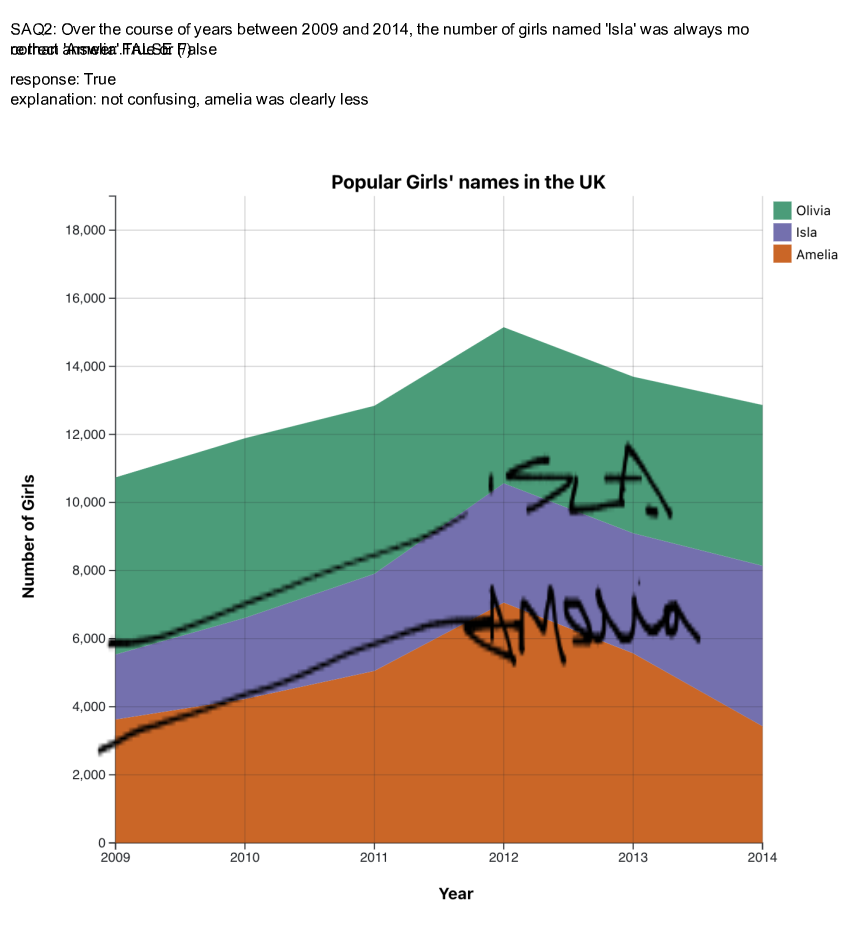 SAQ2: Over the course of years between 2009 and 2014, the number of girls named 'Isla' was always mo
response: True
explanation: not confusing, amelia was clearly less
Popular Girls' names in the UK
Olivia
Isla
Amelia
18,000
16,000
14,000
12,000
10,000
8,000
6,000
4,000
2,000
0
Number of Girls
ISLA
Amelia
2009 2010 2011 2012 2013 2014
Year